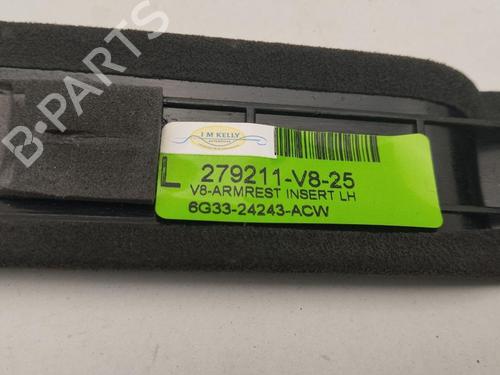 B-PARTS
I M KELLY
L 279211-V8-25
V8-ARMREST INSERT LH
6G33-24243-ACW